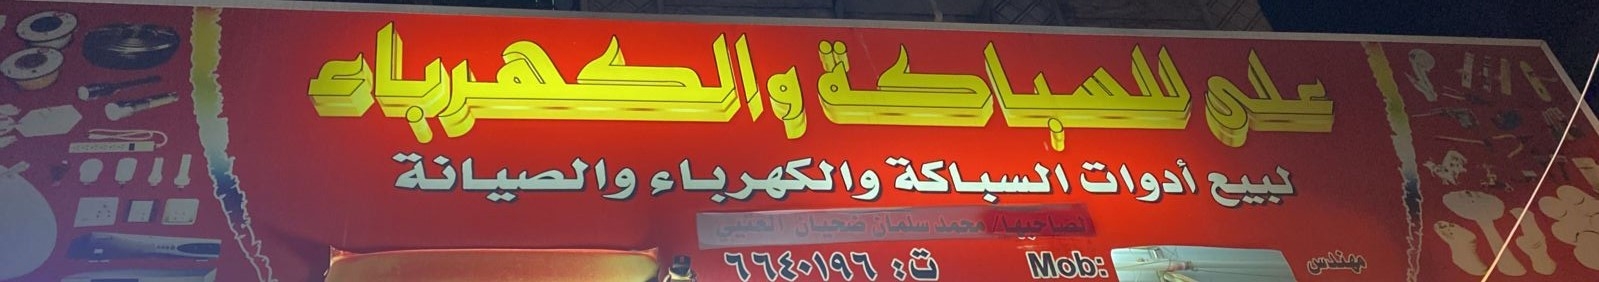 على للسباكة والكهرباء
لبيع أدوات السباكة والكهرباء والصيانة
لصاحبها/ محمد سلمان ضحيان العتيبي
ت: ٦٦٤٠١٩٦ Mob:
مهندس